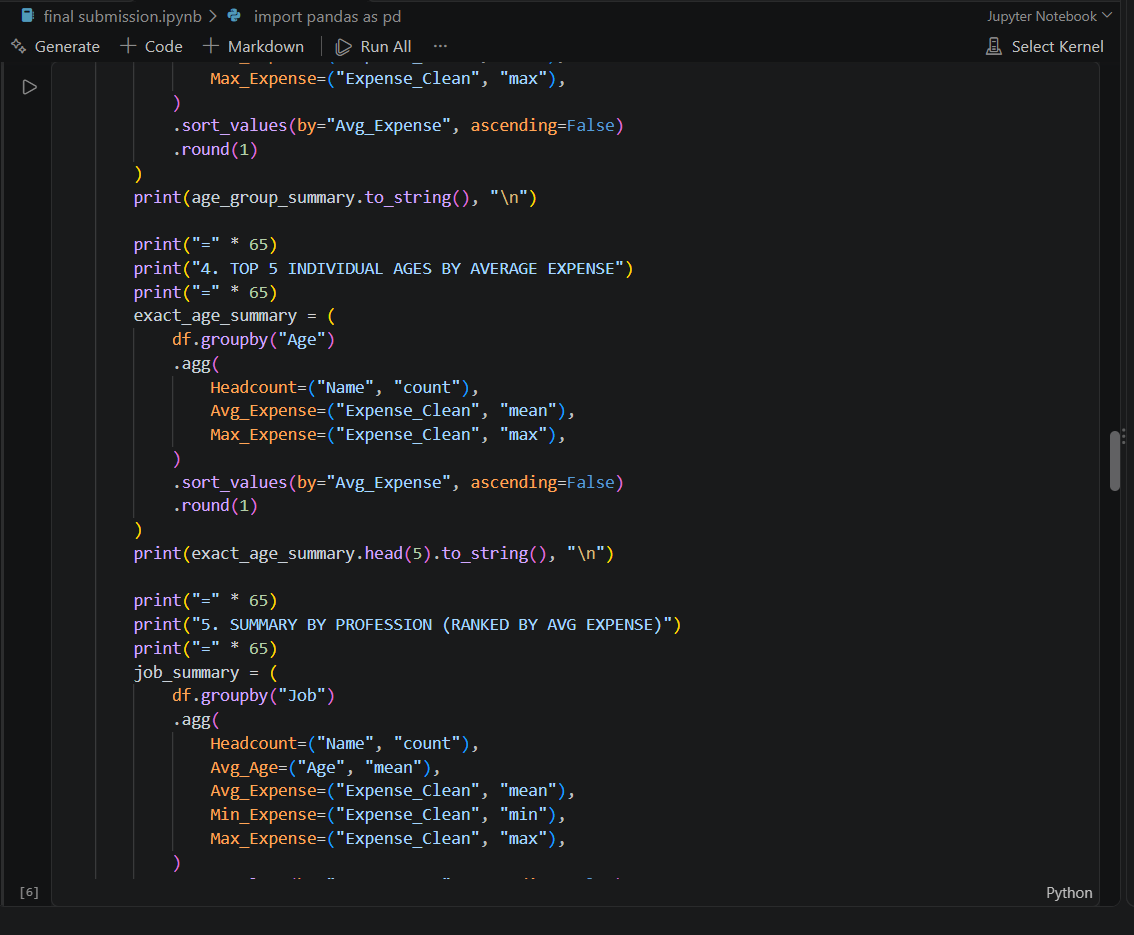 final submission.ipynb > import pandas as pd
Jupyter Notebook
Generate + Code + Markdown Run All ...
Select Kernel
Max_Expense=("Expense_Clean", "max"),
)
.sort_values(by="Avg_Expense", ascending=False)
.round(1)
)
print(age_group_summary.to_string(), "\n")
print("=" * 65)
print("4. TOP 5 INDIVIDUAL AGES BY AVERAGE EXPENSE")
print("=" * 65)
exact_age_summary = (
df.groupby("Age")
.agg(
Headcount=("Name", "count"),
Avg_Expense=("Expense_Clean", "mean"),
Max_Expense=("Expense_Clean", "max"),
)
.sort_values(by="Avg_Expense", ascending=False)
.round(1)
)
print(exact_age_summary.head(5).to_string(), "\n")
print("=" * 65)
print("5. SUMMARY BY PROFESSION (RANKED BY AVG EXPENSE)")
print("=" * 65)
job_summary = (
df.groupby("Job")
.agg(
Headcount=("Name", "count"),
Avg_Age=("Age", "mean"),
Avg_Expense=("Expense_Clean", "mean"),
Min_Expense=("Expense_Clean", "min"),
Max_Expense=("Expense_Clean", "max"),
)
[6]
Python